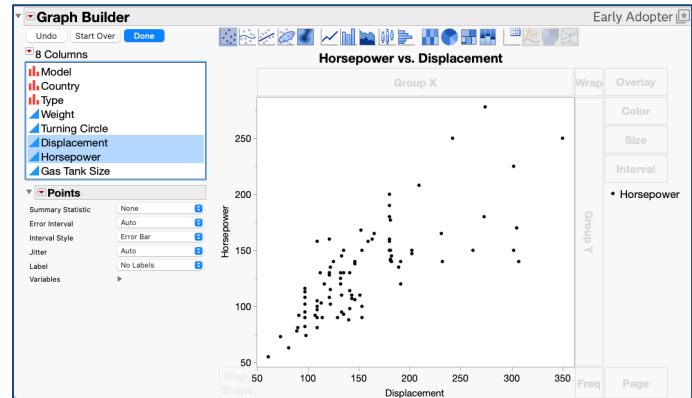 Graph Builder
Early Adopter
Undo Start Over Done
8 Columns
Model
Country
Type
Weight
Turning Circle
Displacement
Horsepower
Gas Tank Size
Points
Summary Statistic None
Error Interval Auto
Interval Style Error Bar
Jitter Auto
Label No Labels
Variables
Horsepower vs. Displacement
Group X
Wrap
Overlay
Color
Size
Interval
Horsepower
Group Y
Horsepower
250
200
150
100
50
Map
Shape
50 100 150 200 250 300 350
Displacement
Freq
Page